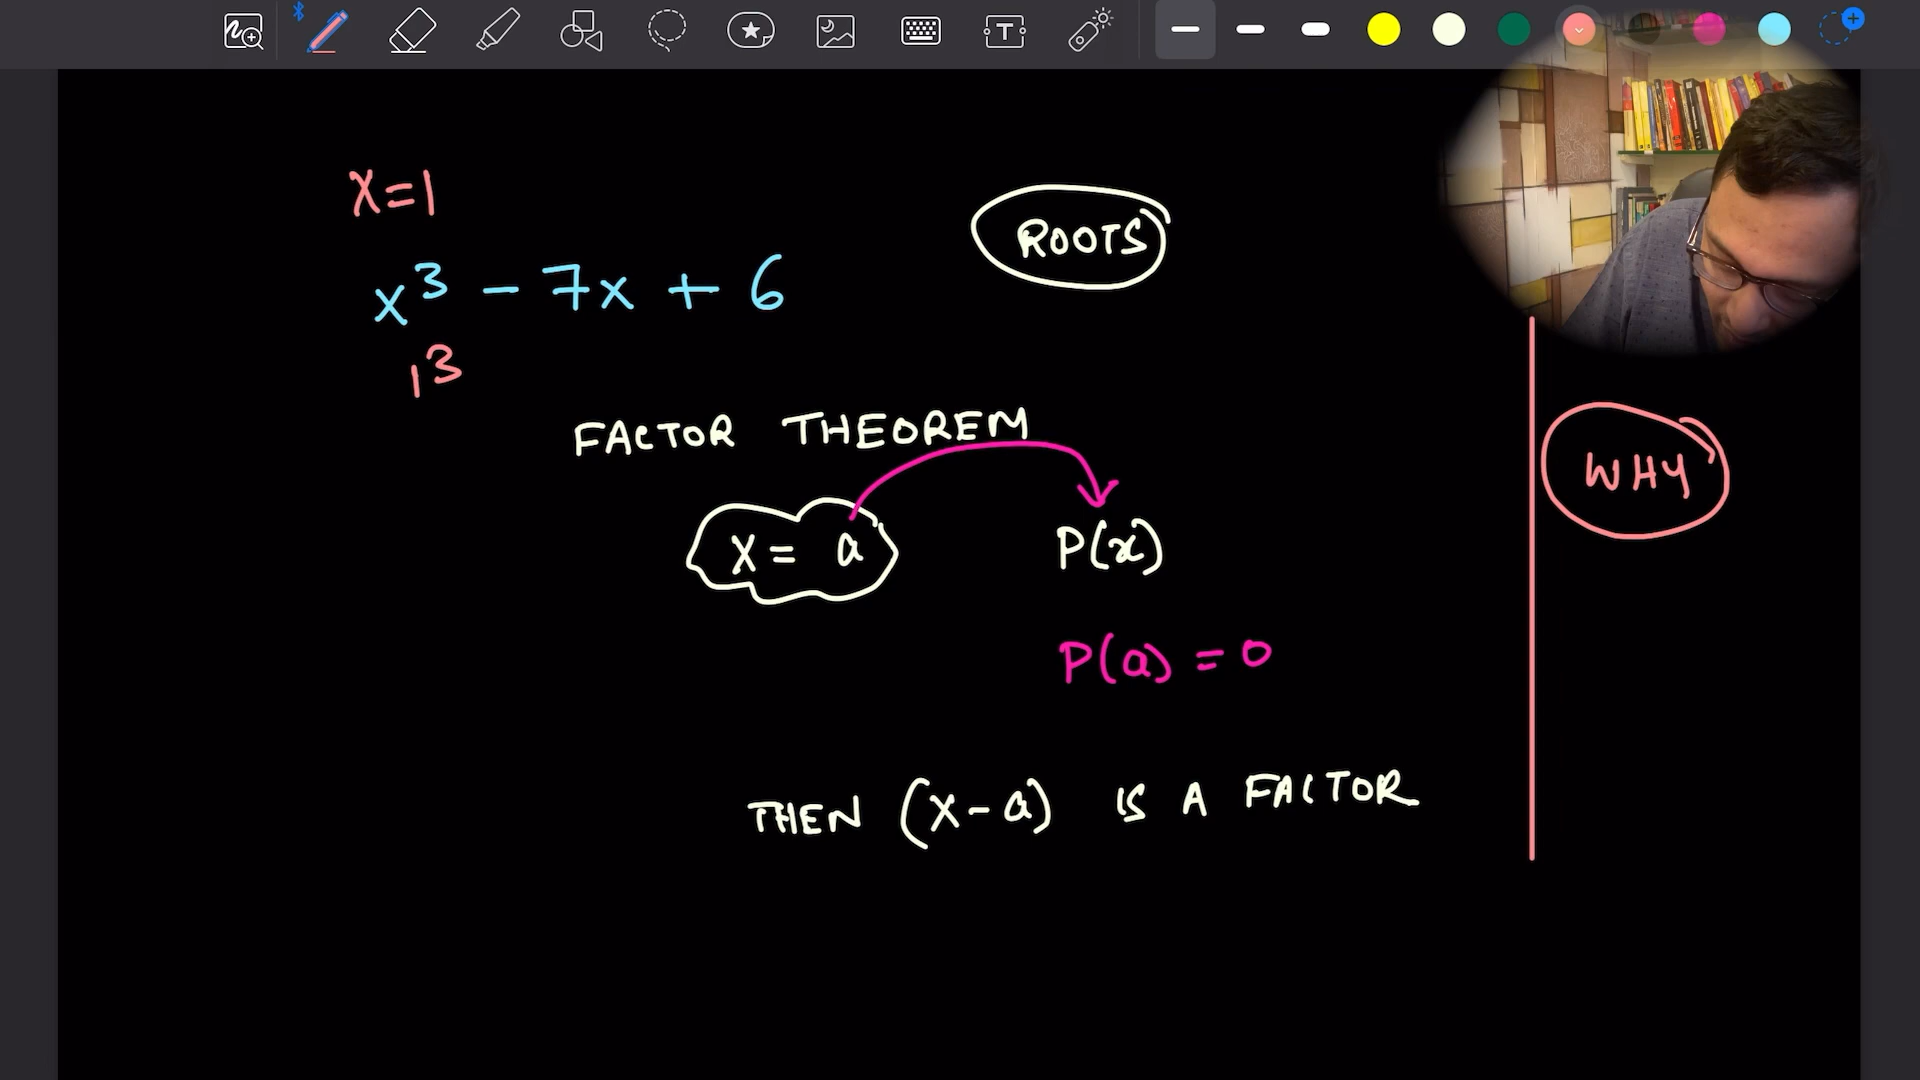 x=1
ROOTS
x³ - 7x + 6
1³
FACTOR THEOREM
WHY
x = a
P(x)
P(a) = 0
THEN (x-a) IS A FACTOR